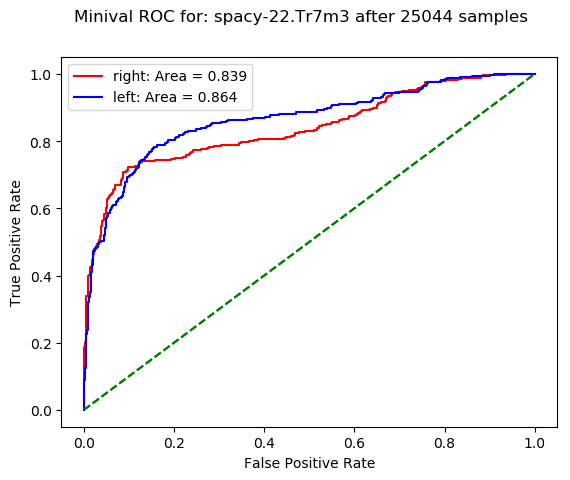 Minival ROC for: spacy-22.Tr7m3 after 25044 samples
right: Area = 0.839
left: Area = 0.864
True Positive Rate
1.0
0.8
0.6
0.4
0.2
0.0
0.0 0.2 0.4 0.6 0.8 1.0
False Positive Rate